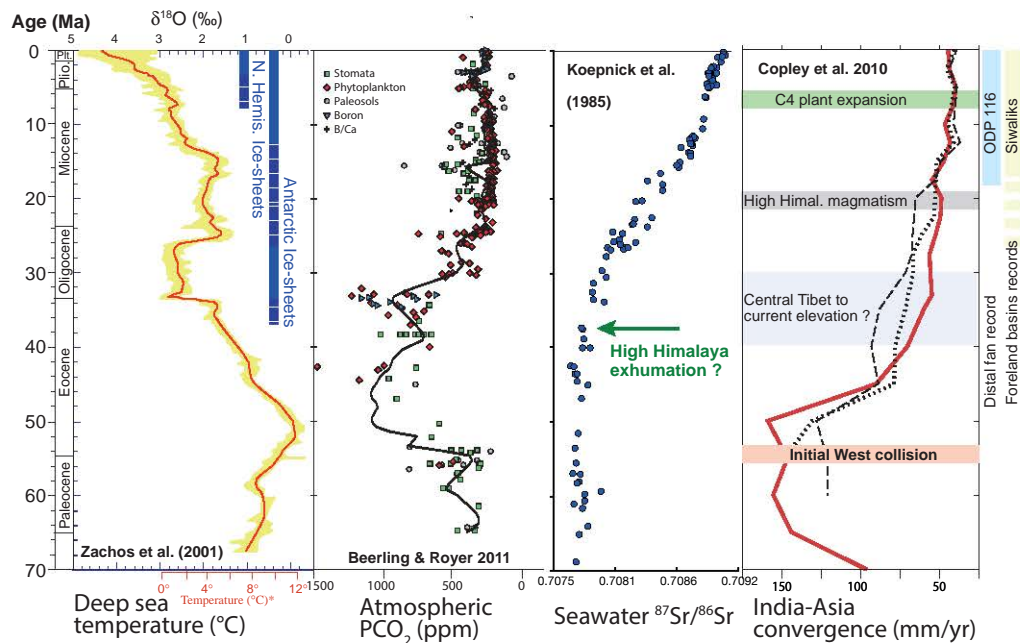 Age (Ma)
δ18O (‰)
5 4 3 2 1 0
0
10
20
30
40
50
60
70
Plt.
Plio.
Miocene
Oligocene
Eocene
Paleocene
N. Hemis. Ice-sheets
Antarctic Ice-sheets
Zachos et al. (2001)
0° 4° 8° 12°
Temperature (°C)*
Deep sea
temperature (°C)
Stomata
Phytoplankton
Paleosols
Boron
B/Ca
Beerling & Royer 2011
1500 1000 500 0
Atmospheric
PCO2 (ppm)
Koepnick et al.
(1985)
High Himalaya
exhumation ?
0.7075 0.7081 0.7086 0.7092
Seawater 87Sr/86Sr
Copley et al. 2010
C4 plant expansion
High Himal. magmatism
Central Tibet to
current elevation ?
Initial West collision
150 100 50
India-Asia
convergence (mm/yr)
ODP 116
Distal fan record
Siwaliks
Foreland basins records